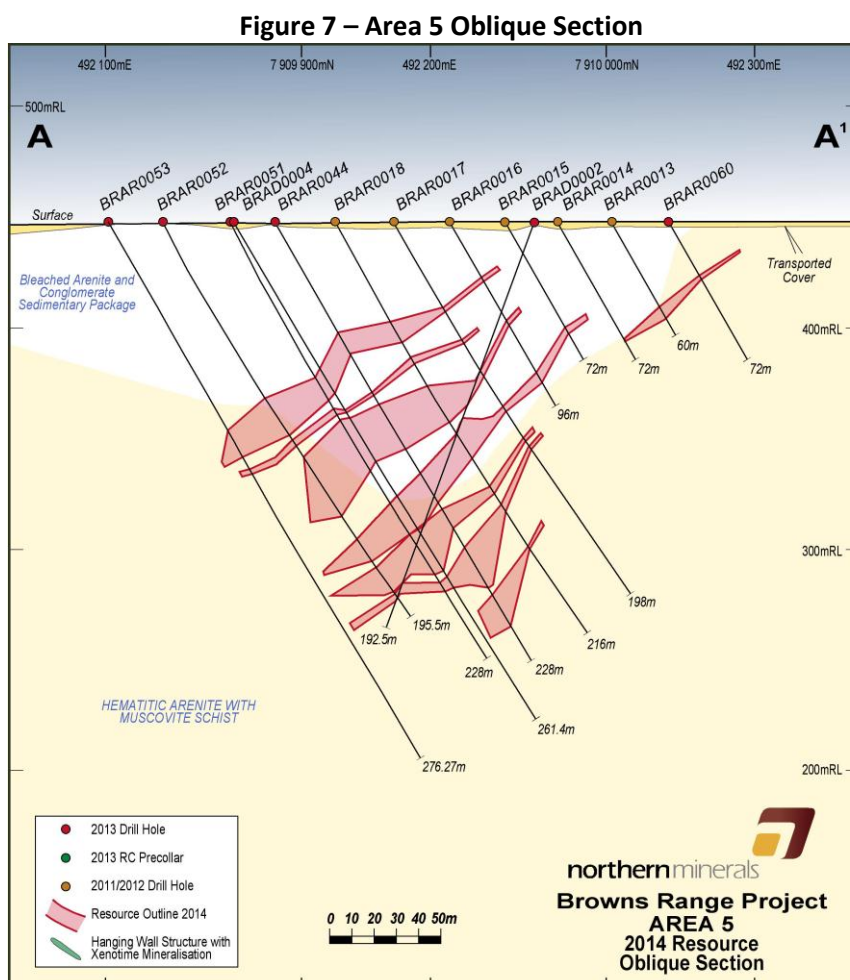 Figure 7 – Area 5 Oblique Section
492 100mE
7 909 900mN
492 200mE
7 910 000mN
492 300mE
500mRL
A
A¹
BRAR0053
BRAR0052
BRAR0051
BRAD0004
BRAR0044
BRAR0018
BRAR0017
BRAR0016
BRAR0015
BRAD0002
BRAR0014
BRAR0013
BRAR0060
Surface
Bleached Arenite and
Conglomerate
Sedimentary Package
Transported
Cover
400mRL
400mRL
72m
72m
60m
72m
96m
300mRL
300mRL
198m
192.5m
195.5m
216m
228m
228m
261.4m
276.27m
HEMATITIC ARENITE WITH
MUSCOVITE SCHIST
200mRL
200mRL
2013 Drill Hole
2013 RC Precollar
2011/2012 Drill Hole
Resource Outline 2014
Hanging Wall Structure with
Xenotime Mineralisation
0 10 20 30 40 50m
northernminerals
Browns Range Project
AREA 5
2014 Resource
Oblique Section